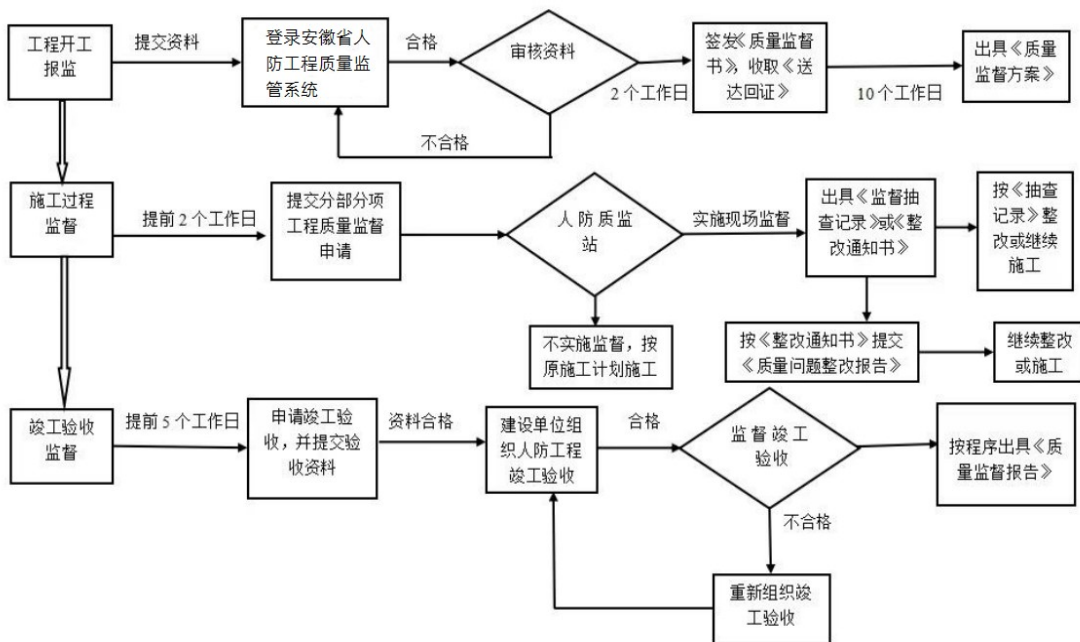 工程开工
报监
提交资料
登录安徽省人
防工程质量监
管系统
合格
审核资料
2个工作日
签发《质量监督
书》，收取《送
达回证》
10个工作日
出具《质量
监督方案》
不合格
施工过程
监督
提前2个工作日
提交分部分项
工程质量监督
申请
人防质监
站
实施现场监督
出具《监督抽
查记录》或《整
改通知书》
按《抽查
记录》整
改或继续
施工
不实施监督，按
原施工计划施工
按《整改通知书》提交
《质量问题整改报告》
继续整改
或施工
竣工验收
监督
提前5个工作日
申请竣工验
收，并提交验
收资料
资料合格
建设单位组
织人防工程
竣工验收
合格
监督竣工
验收
按程序出具《质
量监督报告》
不合格
重新组织竣
工验收